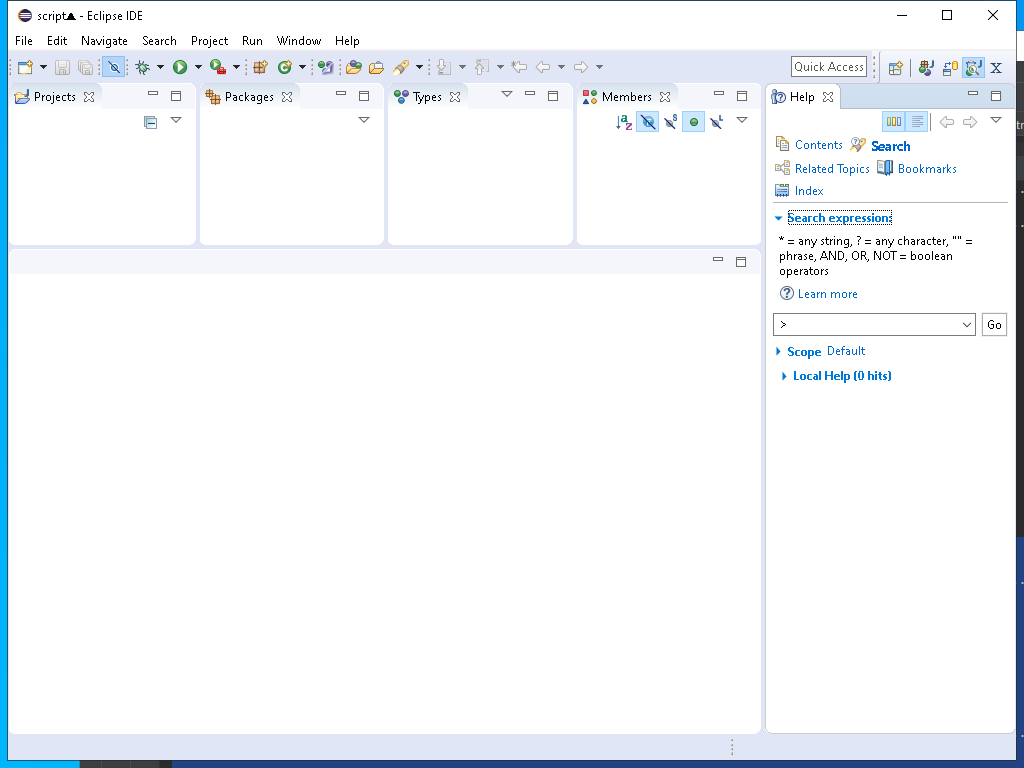 script▲ - Eclipse IDE
File Edit Navigate Search Project Run Window Help
Quick Access
Projects
Packages
Types
Members
Help
Contents
Search
Related Topics
Bookmarks
Index
Search expression:
* = any string, ? = any character, "" =
phrase, AND, OR, NOT = boolean
operators
Learn more
>
Go
Scope Default
Local Help (0 hits)